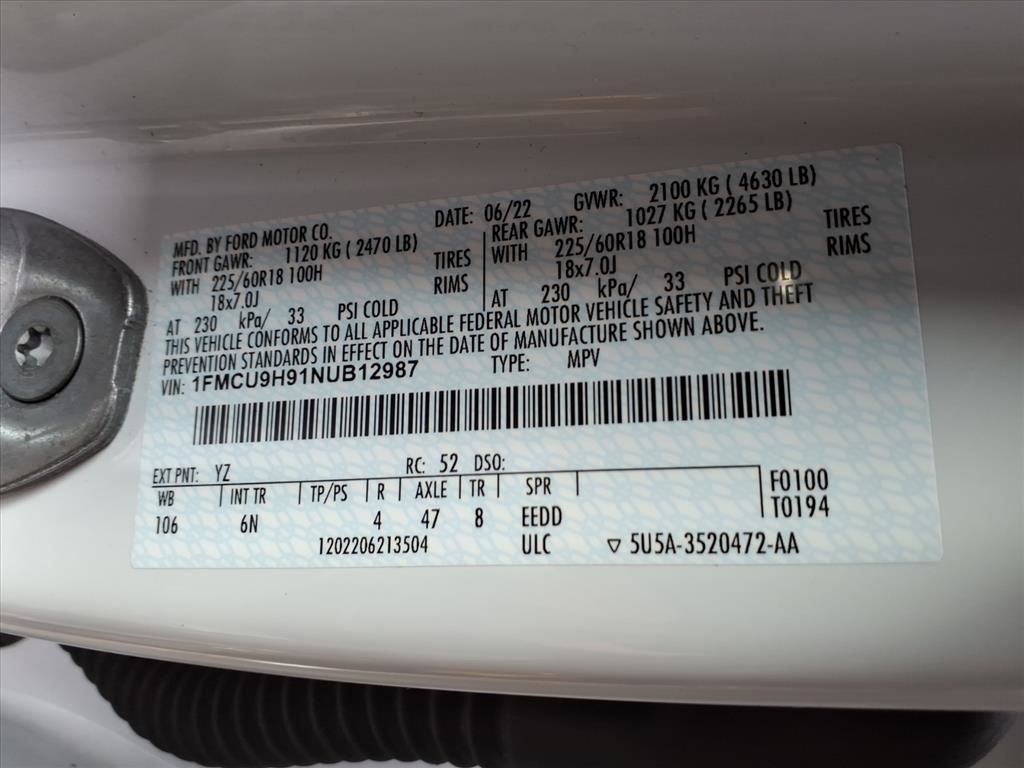 MFD. BY FORD MOTOR CO. DATE: 06/22 GVWR: 2100 KG ( 4630 LB)
FRONT GAWR: 1120 KG ( 2470 LB) REAR GAWR: 1027 KG ( 2265 LB)
WITH 225/60R18 100H TIRES WITH 225/60R18 100H TIRES
18x7.0J RIMS 18x7.0J RIMS
AT 230 kPa/ 33 PSI COLD AT 230 kPa/ 33 PSI COLD
THIS VEHICLE CONFORMS TO ALL APPLICABLE FEDERAL MOTOR VEHICLE SAFETY AND THEFT
PREVENTION STANDARDS IN EFFECT ON THE DATE OF MANUFACTURE SHOWN ABOVE.
VIN: 1FMCU9H91NUB12987 TYPE: MPV
EXT PNT: YZ RC: 52 DSO:
WB INT TR TP/PS R AXLE TR SPR F0100
106 6N 4 47 8 EEDD T0194
1202206213504 ULC ▽ 5U5A-3520472-AA